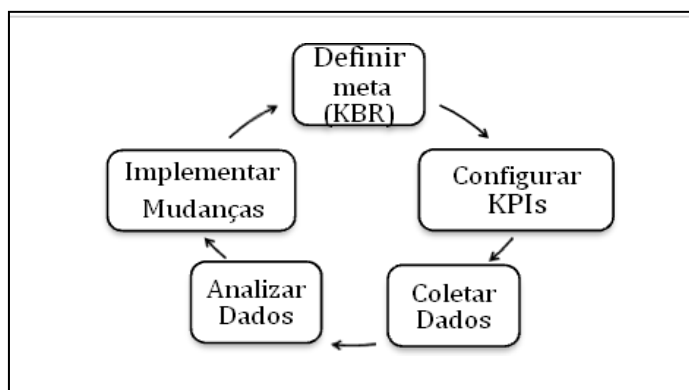 Definir
meta
(KBR)
Configurar
KPIs
Coletar
Dados
Analizar
Dados
Implementar
Mudanças